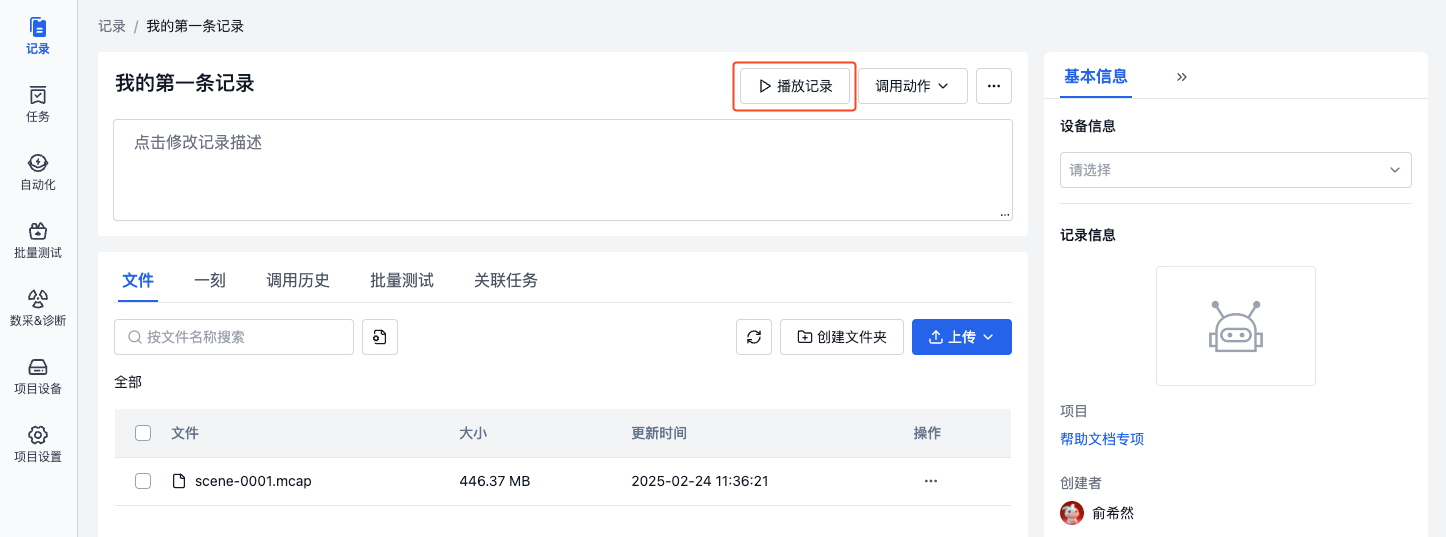 记录
任务
自动化
批量测试
数采&诊断
项目设备
项目设置
记录 / 我的第一条记录
我的第一条记录
播放记录
调用动作
点击修改记录描述
文件 一刻 调用历史 批量测试 关联任务
按文件名称搜索
创建文件夹
上传
全部
文件 大小 更新时间 操作
scene-0001.mcap 446.37 MB 2025-02-24 11:36:21
基本信息
设备信息
请选择
记录信息
项目
帮助文档专项
创建者
俞希然